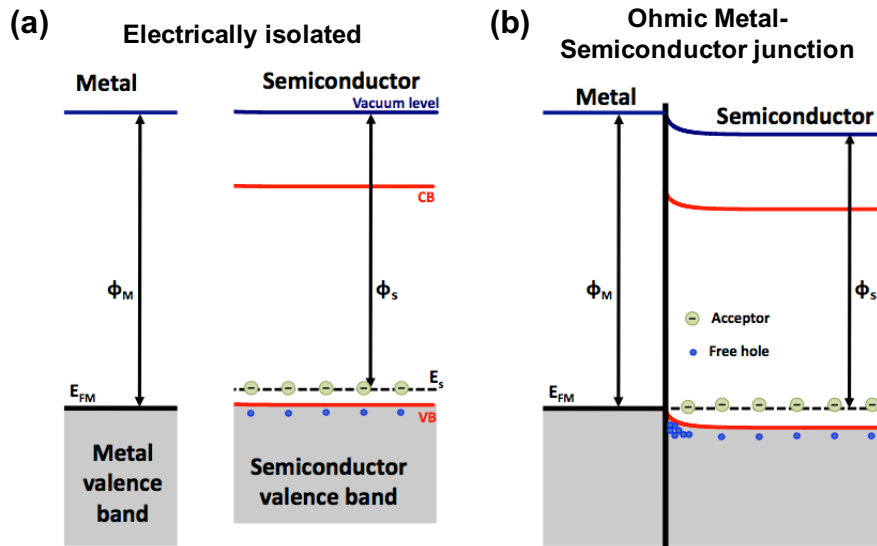 (a)
Electrically isolated
Metal
Semiconductor
Vacuum level
CB
ϕM
ϕs
EFM
Es
VB
Metal
valence
band
Semiconductor
valence band
(b)
Ohmic Metal-
Semiconductor junction
Metal
Semiconductor
ϕM
ϕs
Acceptor
Free hole
EFM
VB